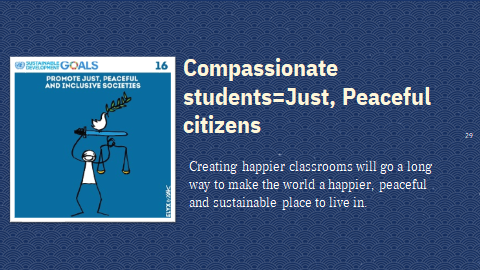 SUSTAINABLE DEVELOPMENT GOALS
16
PROMOTE JUST, PEACEFUL
AND INCLUSIVE SOCIETIES
Compassionate
students=Just, Peaceful
citizens
29
Creating happier classrooms will go a long
way to make the world a happier, peaceful
and sustainable place to live in.